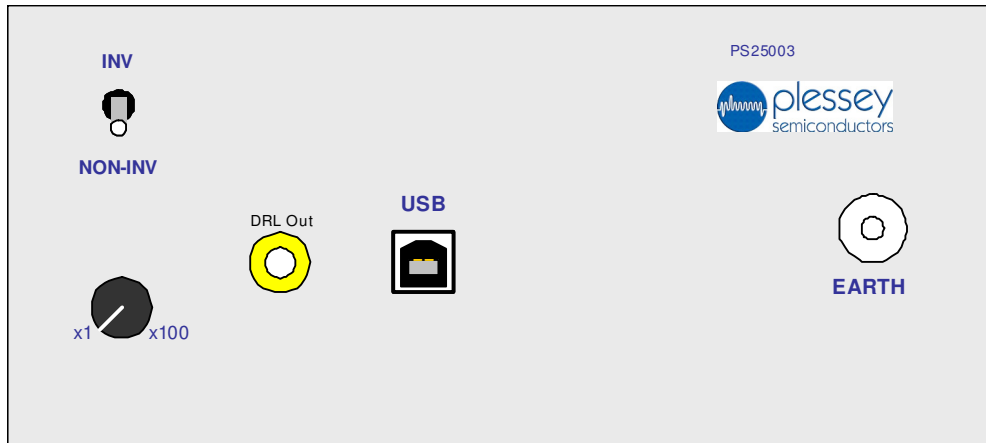 INV
NON-INV
PS25003
plessey
semiconductors
DRL Out
USB
EARTH
x1
x100